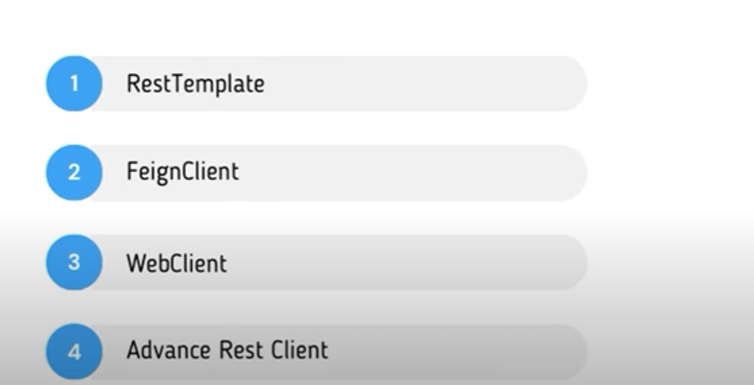 1 RestTemplate
2 FeignClient
3 WebClient
4 Advance Rest Client